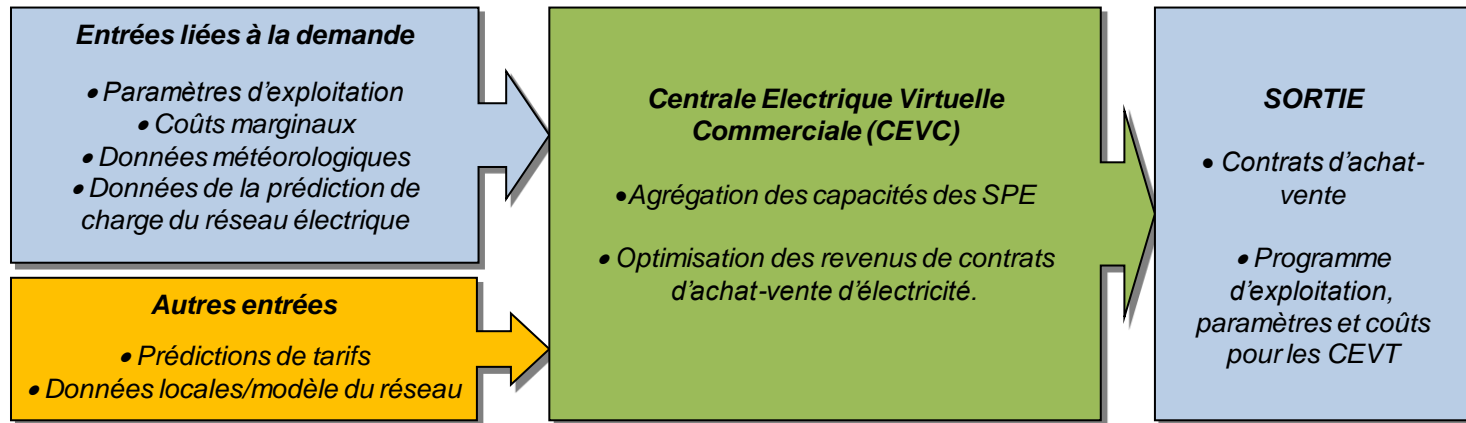 Entrées liées à la demande
• Paramètres d’exploitation
• Coûts marginaux
• Données météorologiques
• Données de la prédiction de
charge du réseau électrique
Autres entrées
• Prédictions de tarifs
• Données locales/modèle du réseau
Centrale Electrique Virtuelle
Commerciale (CEVC)
•Agrégation des capacités des SPE
• Optimisation des revenus de contrats
d’achat-vente d’électricité.
SORTIE
• Contrats d’achat-
vente
• Programme
d’exploitation,
paramètres et coûts
pour les CEVT